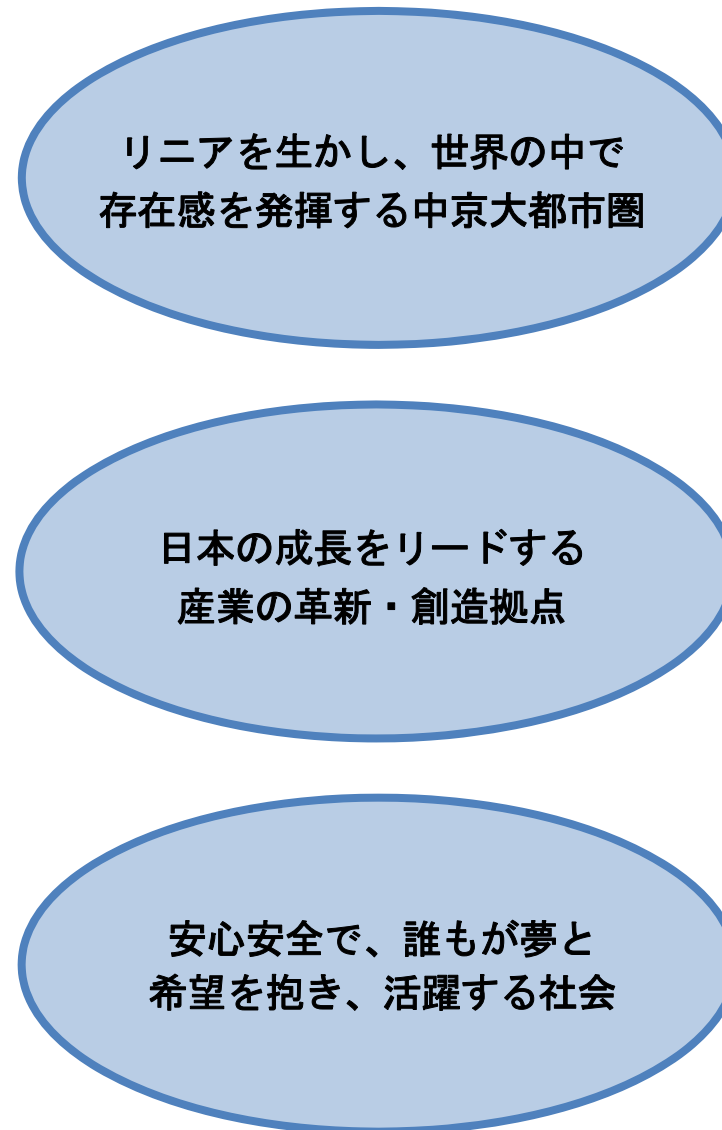 リニアを生かし、世界の中で
存在感を発揮する中京大都市圏
日本の成長をリードする
産業の革新・創造拠点
安心安全で、誰もが夢と
希望を抱き、活躍する社会